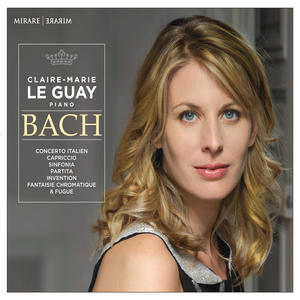 MIRARE | MIRARE
CLAIRE-MARIE
LE GUAY
PIANO
BACH
CONCERTO ITALIEN
CAPRICCIO
SINFONIA
PARTITA
INVENTION
FANTAISIE CHROMATIQUE
& FUGUE